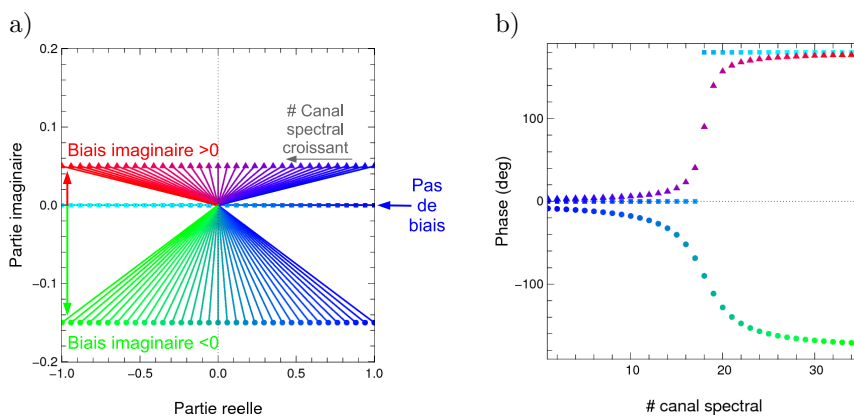 a)
0.2
0.1
0.0
−0.1
−0.2
Partie imaginaire
Biais imaginaire >0
# Canal
spectral
croissant
Pas
de
biais
Biais imaginaire <0
−1.0
−0.5
0.0
0.5
1.0
Partie reelle
b)
100
0
−100
Phase (deg)
10
20
30
# canal spectral